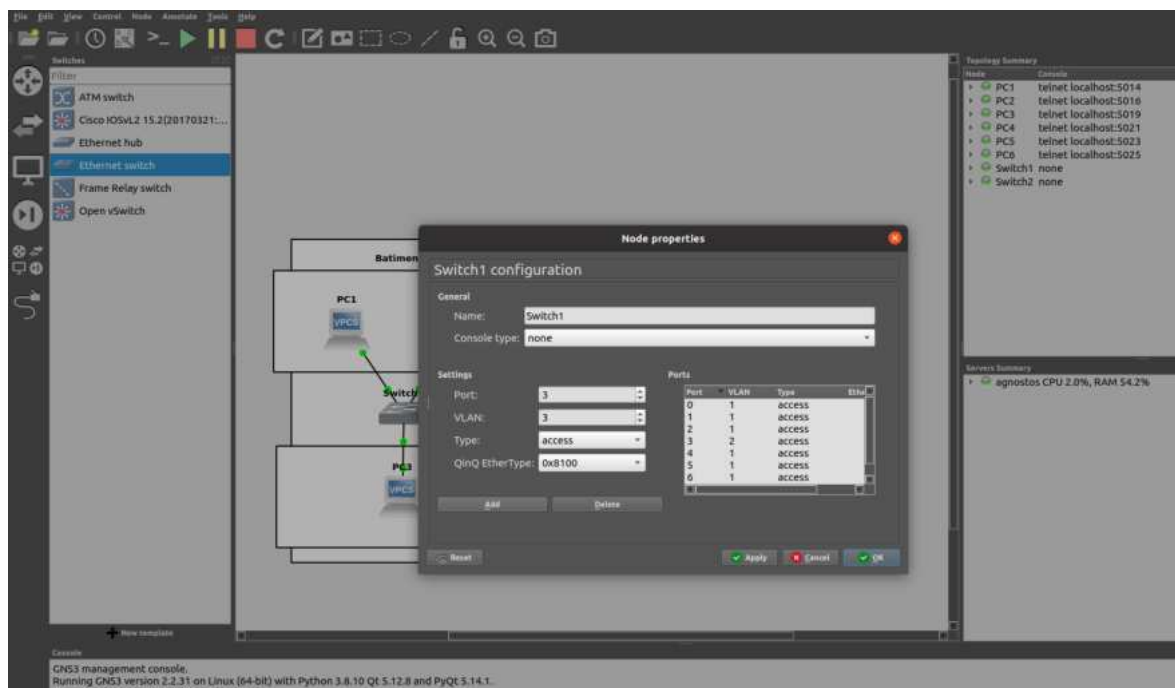 File Edit View Control Node Annotate Tools Help
Switches
Filter
ATM switch
Cisco IOSvL2 15.2(20170321:...
Ethernet hub
Ethernet switch
Frame Relay switch
Open vSwitch
New template
Batimen
PC1
VPCS
Switch
PC3
VPCS
Node properties
Switch1 configuration
General
Name: Switch1
Console type: none
Settings
Port: 3
VLAN: 3
Type: access
QinQ EtherType: 0x8100
Add Delete
Ports
Port VLAN Type Ethe
0 1 access
1 1 access
2 1 access
3 2 access
4 1 access
5 1 access
6 1 access
Reset Apply Cancel OK
Topology Summary
Node Console
PC1 telnet localhost:5014
PC2 telnet localhost:5016
PC3 telnet localhost:5019
PC4 telnet localhost:5021
PC5 telnet localhost:5023
PC6 telnet localhost:5025
Switch1 none
Switch2 none
Servers Summary
agnostos CPU 2.0%, RAM 54.2%
Console
GNS3 management console.
Running GNS3 version 2.2.31 on Linux (64-bit) with Python 3.8.10 Qt 5.12.8 and PyQt 5.14.1.